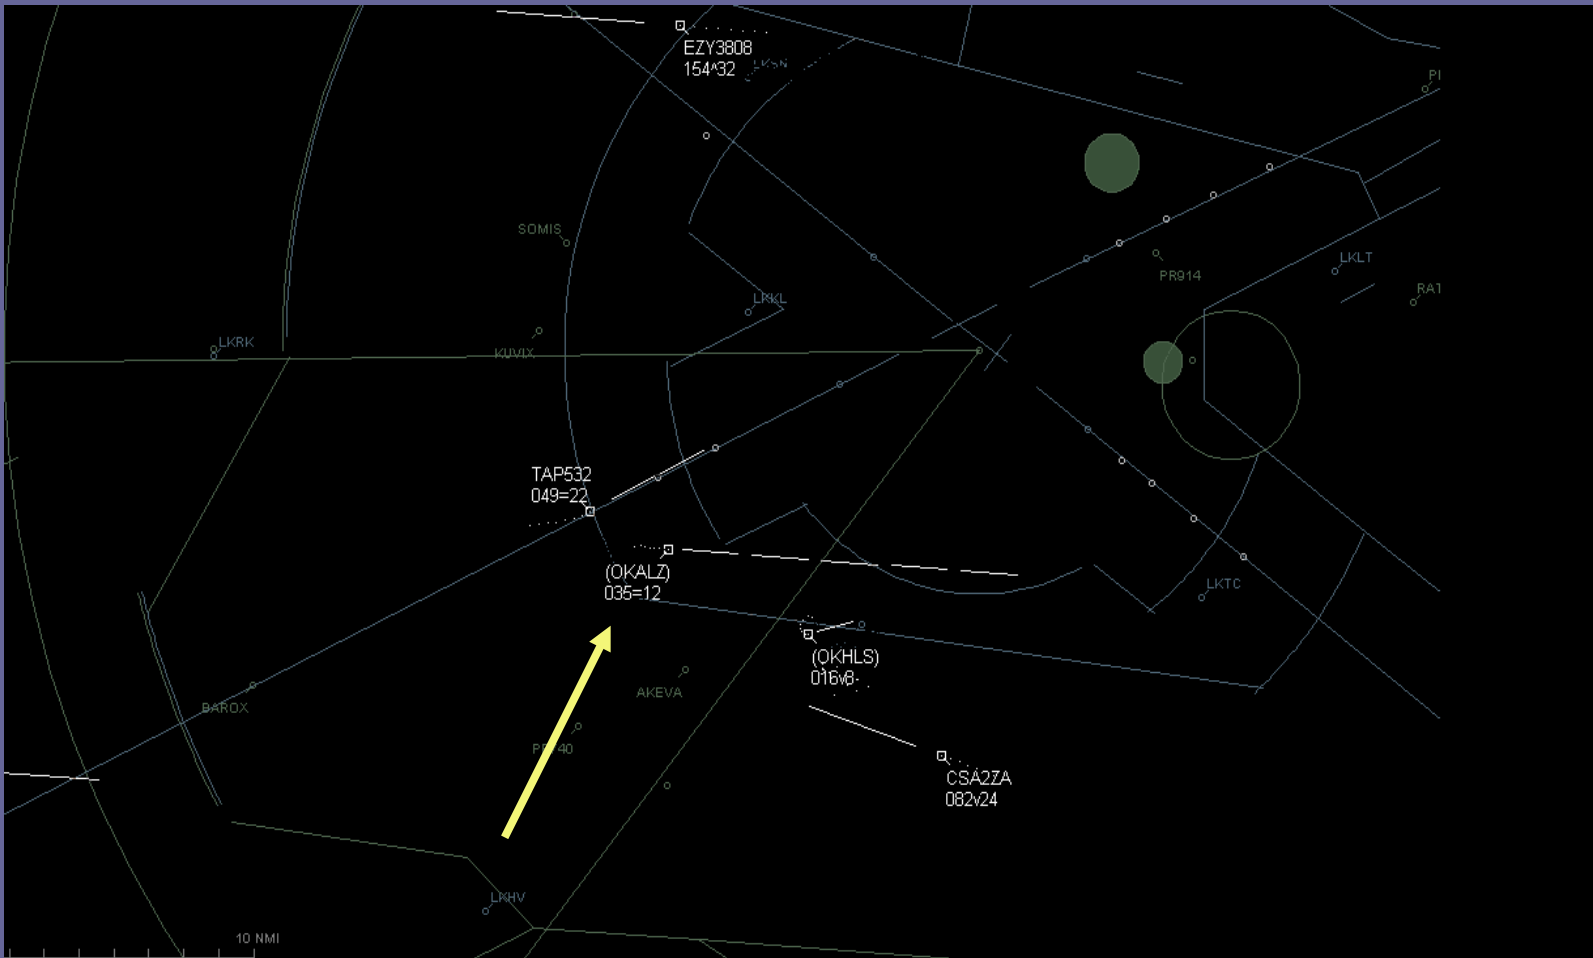 EZY3808
154^32
LKSN
PR914
LKLT
SOMIS
LKKL
LKRK
KUVIX
TAP532
049=22
(OKALZ)
035=12
LKTC
(OKHLS)
016v8-
AKEVA
BAROX
CSA2ZA
082v24
LKHV
10 NMI